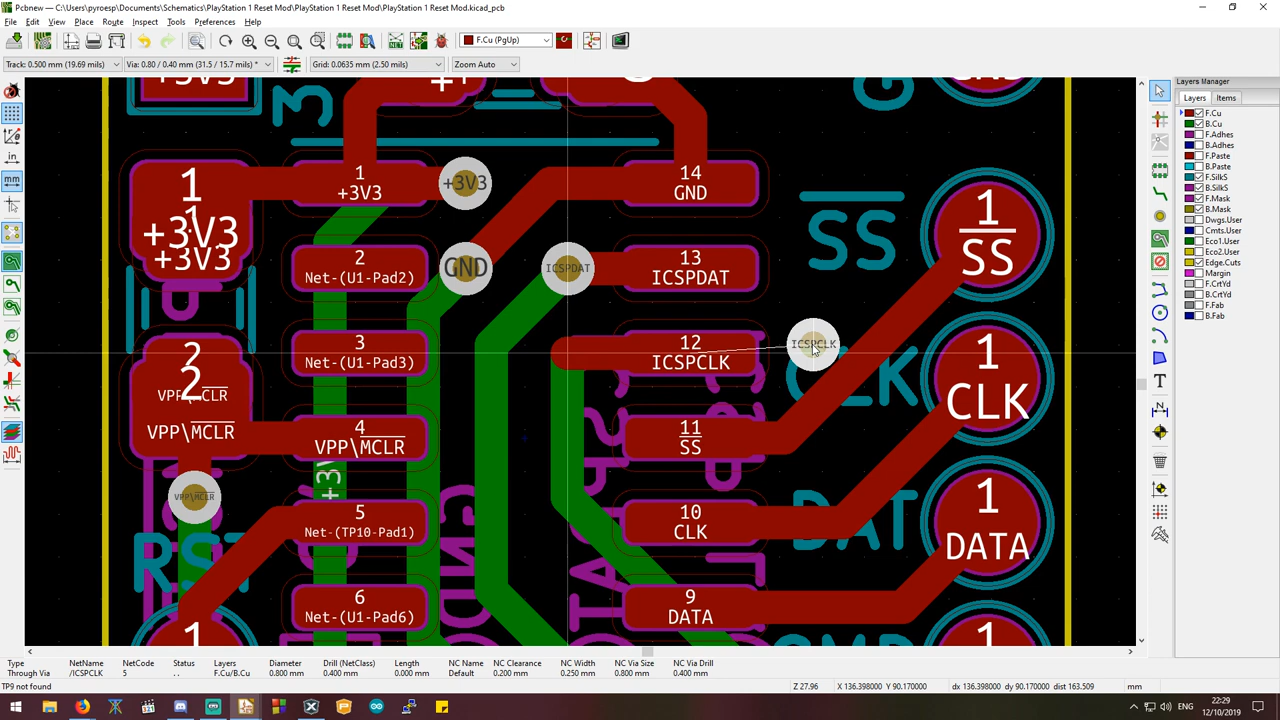 Pcbnew — C:\Users\pyroesp\Documents\Schematics\PlayStation 1 Reset Mod\PlayStation 1 Reset Mod\PlayStation 1 Reset Mod.kicad_pcb
File Edit View Place Route Inspect Tools Preferences Help
F.Cu (PgUp)
Track: 0.500 mm (19.69 mils)
Via: 0.80 / 0.40 mm (31.5 / 15.7 mils) *
Grid: 0.0635 mm (2.50 mils)
Zoom Auto
in
mm
Layers Manager
Layers Items
F.Cu
B.Cu
F.Adhes
B.Adhes
F.Paste
B.Paste
F.SilkS
B.SilkS
F.Mask
B.Mask
Dwgs.User
Cmts.User
Eco1.User
Eco2.User
Edge.Cuts
Margin
F.CrtYd
B.CrtYd
F.Fab
B.Fab
3
G
1
+3V3
1
+3V3
+3V3
1
+3V3
+3V3
14
GND
SS
1
SS
2
Net-(U1-Pad2)
GND
ICSPDAT
13
ICSPDAT
2
2
VPP\MCLR
3
Net-(U1-Pad3)
12
ICSPCLK
ICSPCLK
CLK
1
CLK
4
VPP\MCLR
11
SS
VPP\MCLR
RST
5
Net-(TP10-Pad1)
10
CLK
DAT
1
DATA
GND
6
Net-(U1-Pad6)
9
DATA
1
1
Type NetName NetCode Status Layers Diameter Drill (NetClass) Length NC Name NC Clearance NC Width NC Via Size NC Via Drill
Through Via /ICSPCLK 5 .. F.Cu/B.Cu 0.800 mm 0.400 mm 0.000 mm Default 0.200 mm 0.250 mm 0.800 mm 0.400 mm
TP9 not found
Z 27.96
X 136.398000 Y 90.170000
dx 136.398000 dy 90.170000 dist 163.509
mm
ENG
22:29
12/10/2019